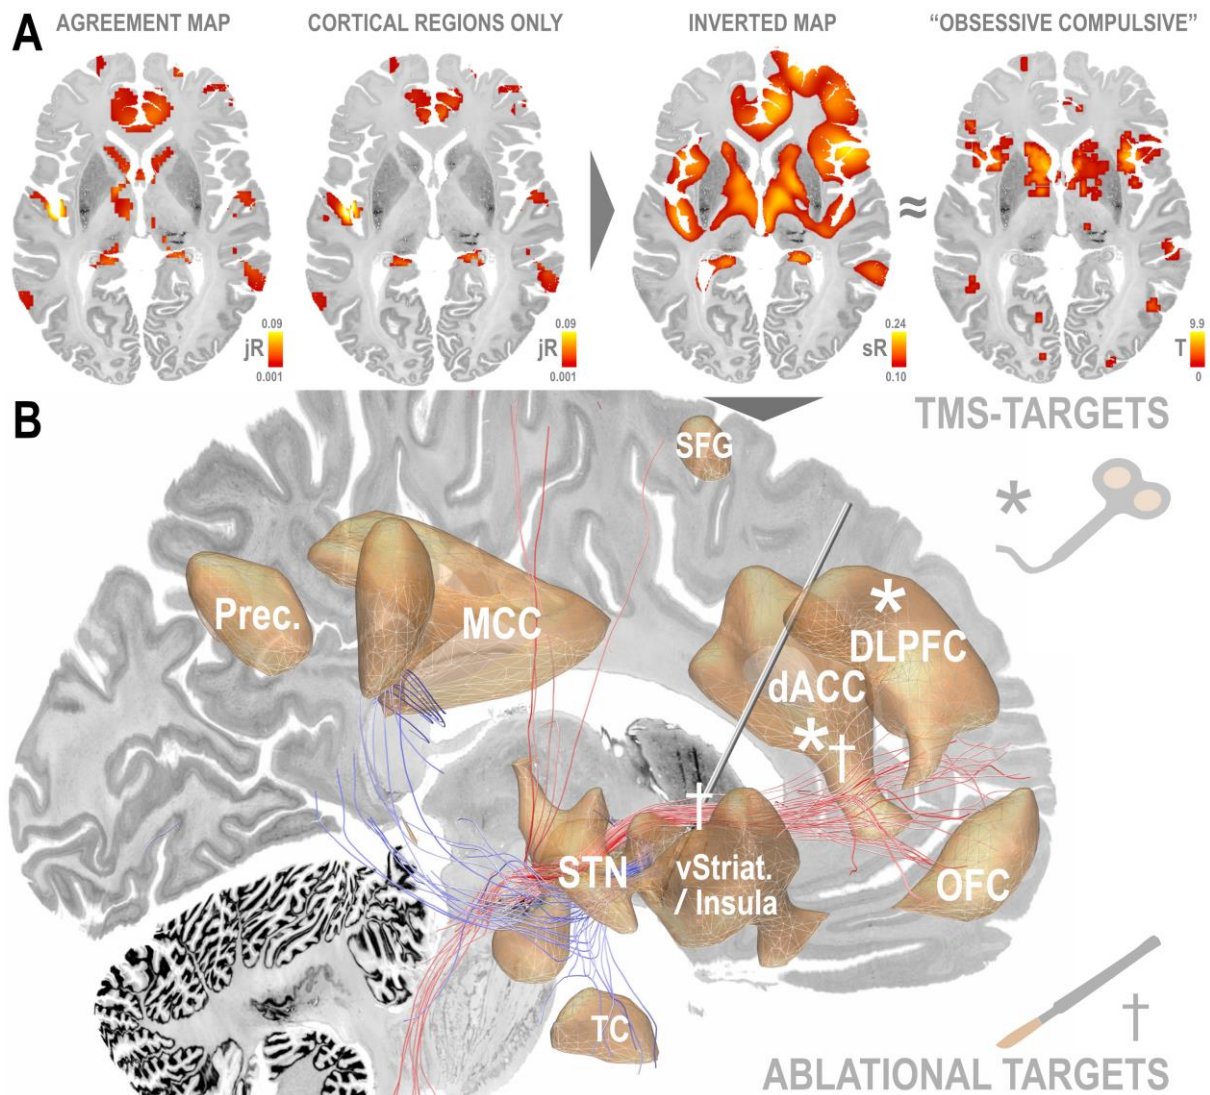 A
AGREEMENT MAP
CORTICAL REGIONS ONLY
INVERTED MAP
“OBSESSIVE COMPULSIVE”
≈
0.09
jR
0.001
0.09
jR
0.001
0.24
sR
0.10
9.9
T
0
B
TMS-TARGETS
*
SFG
Prec.
MCC
*
DLPFC
dACC
*†
†
STN
vStriat.
/ Insula
OFC
TC
†
ABLATIONAL TARGETS